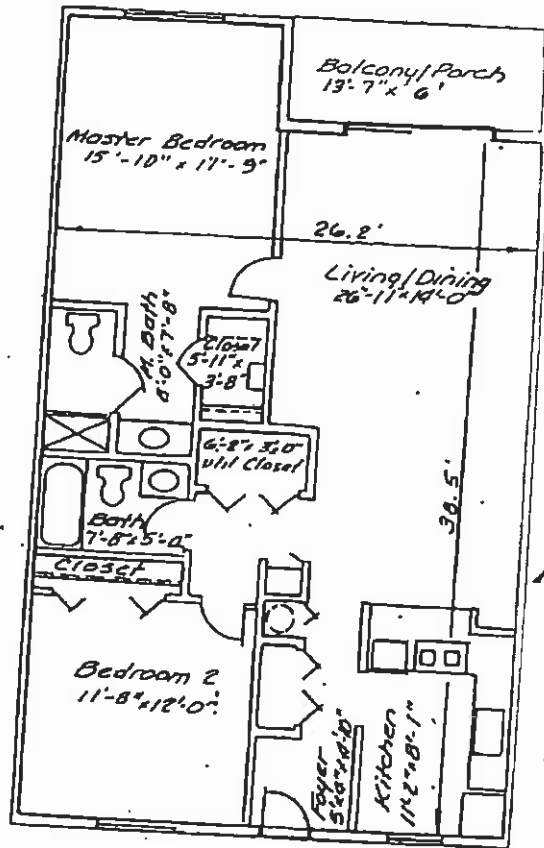 Balcony/Porch
13'-7" x 6'
Master Bedroom
15'-10" x 17'-9"
26.2'
Living/Dining
26'-11 x 14'-0"
M. Bath
8'-0" x 7'-8"
Closet
5'-11" x
3'-8"
6'-2" x 3'-0"
util Closet
38.5'
Bath
7'-8" x 5'-0"
Closet
Bedroom 2
11'-8" x 12'-0"
Foyer
Kitchen
11'-2" x 8'-1"